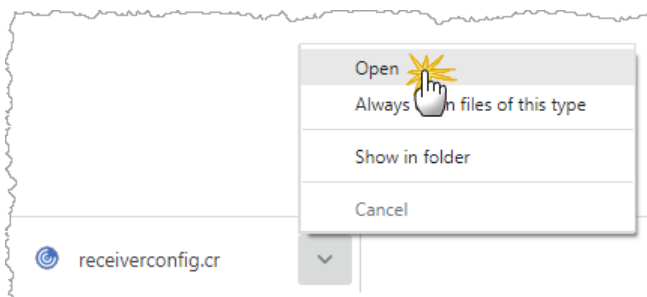 Open
Always n files of this type
Show in folder
Cancel
receiverconfig.cr